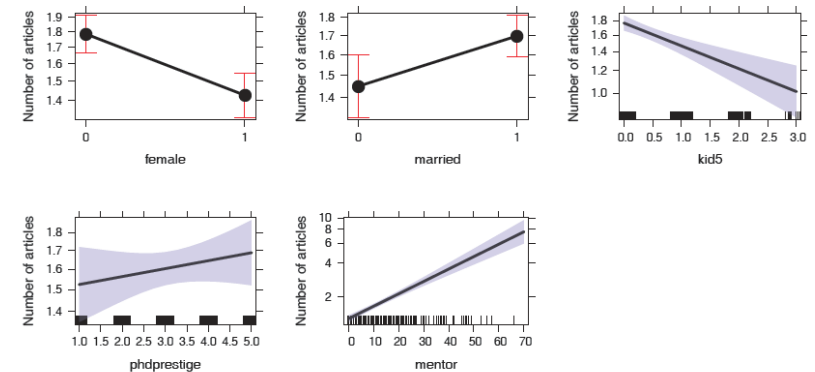 Number of articles
1.9
1.8
1.7
1.6
1.5
1.4
0 1
female
Number of articles
1.8
1.7
1.6
1.5
1.4
0 1
married
Number of articles
1.8
1.6
1.4
1.2
1.0
0.0 0.5 1.0 1.5 2.0 2.5 3.0
kid5
Number of articles
1.8
1.7
1.6
1.5
1.4
1.0 1.5 2.0 2.5 3.0 3.5 4.0 4.5 5.0
phdprestige
Number of articles
10
8
6
4
2
0 10 20 30 40 50 60 70
mentor